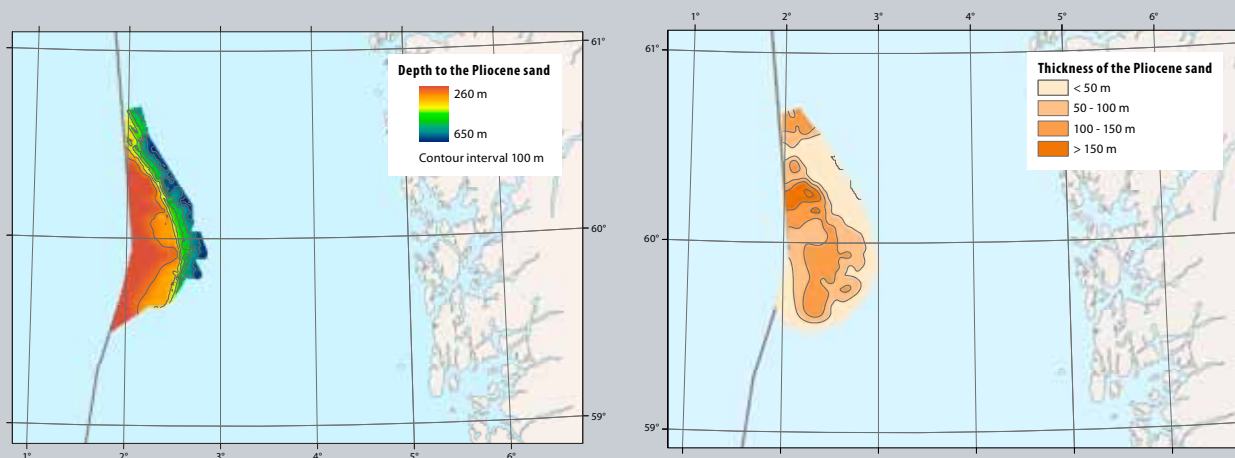 1° 2° 3° 4° 5° 6°
61°
61°
Depth to the Pliocene sand
260 m
650 m
Contour interval 100 m
Thickness of the Pliocene sand
< 50 m
50 - 100 m
100 - 150 m
> 150 m
60°
60°
59°
59°
1° 2° 3° 4° 5° 6°